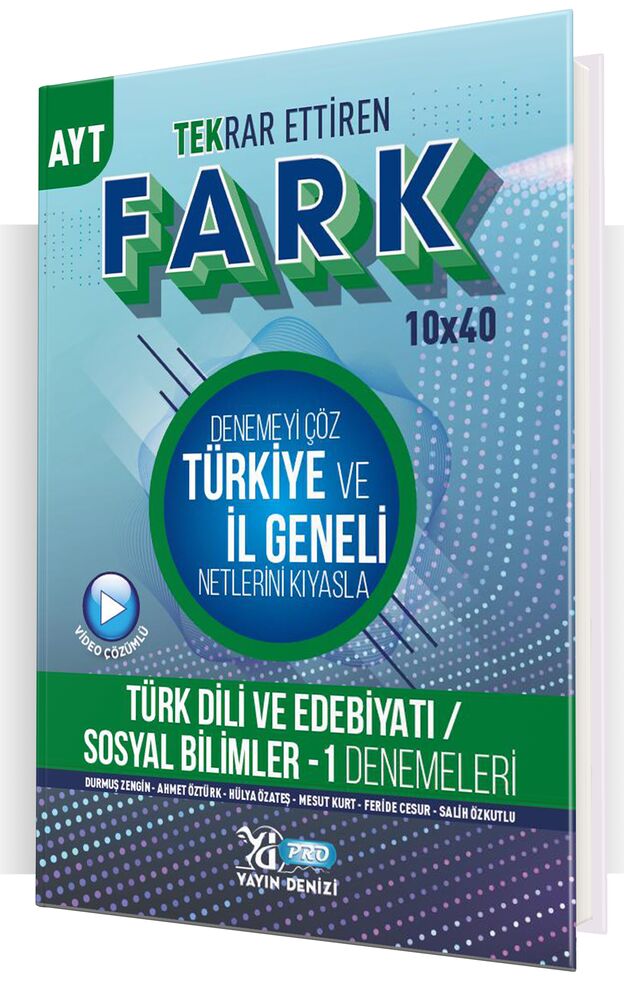 AYT
TEKRAR ETTİREN
FARK
10x40
DENEMEYİ ÇÖZ
TÜRKİYE VE
İL GENELİ
NETLERİNİ KIYASLA
VİDEO ÇÖZÜMLÜ
TÜRK DİLİ VE EDEBİYATI /
SOSYAL BİLİMLER -1 DENEMELERİ
DURMUŞ ZENGİN - AHMET ÖZTÜRK - HÜLYA ÖZATEŞ - MESUT KURT - FERİDE CESUR - SALİH ÖZKUTLU
YD PRO
YAYIN DENİZİ